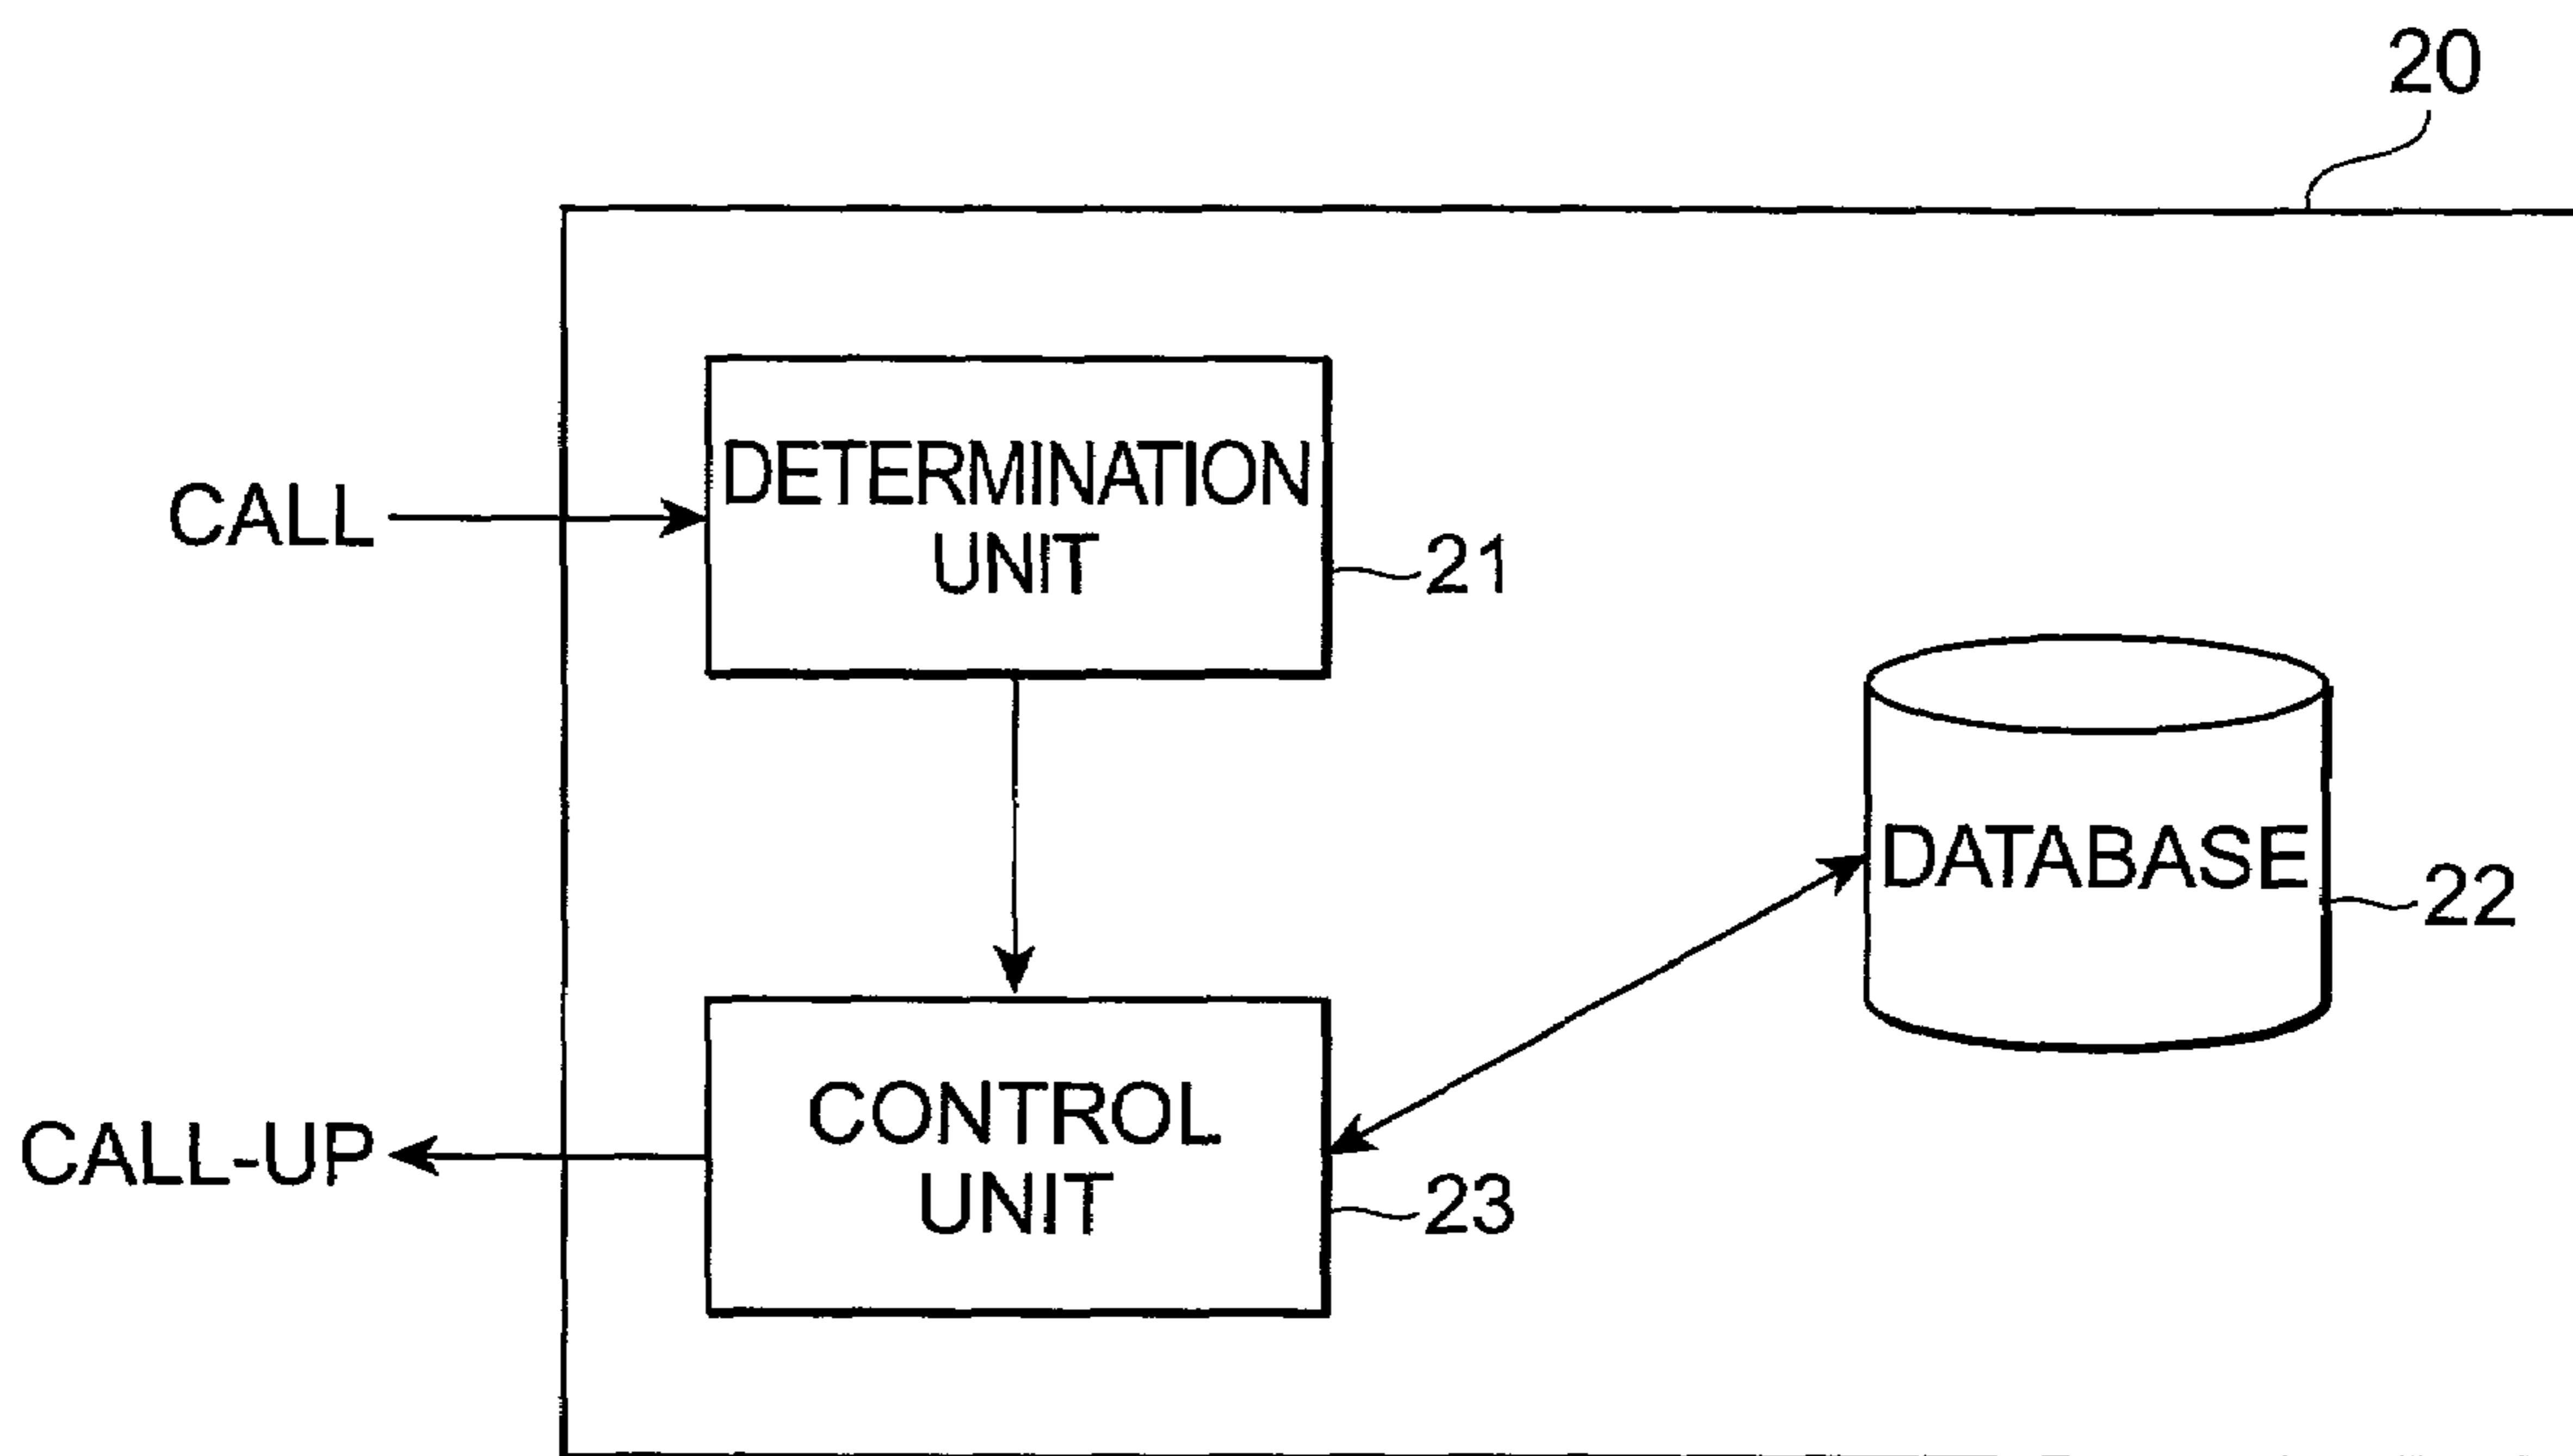 20
DETERMINATION
UNIT
CALL
21
DATABASE
22
CONTROL
UNIT
CALL-UP
23